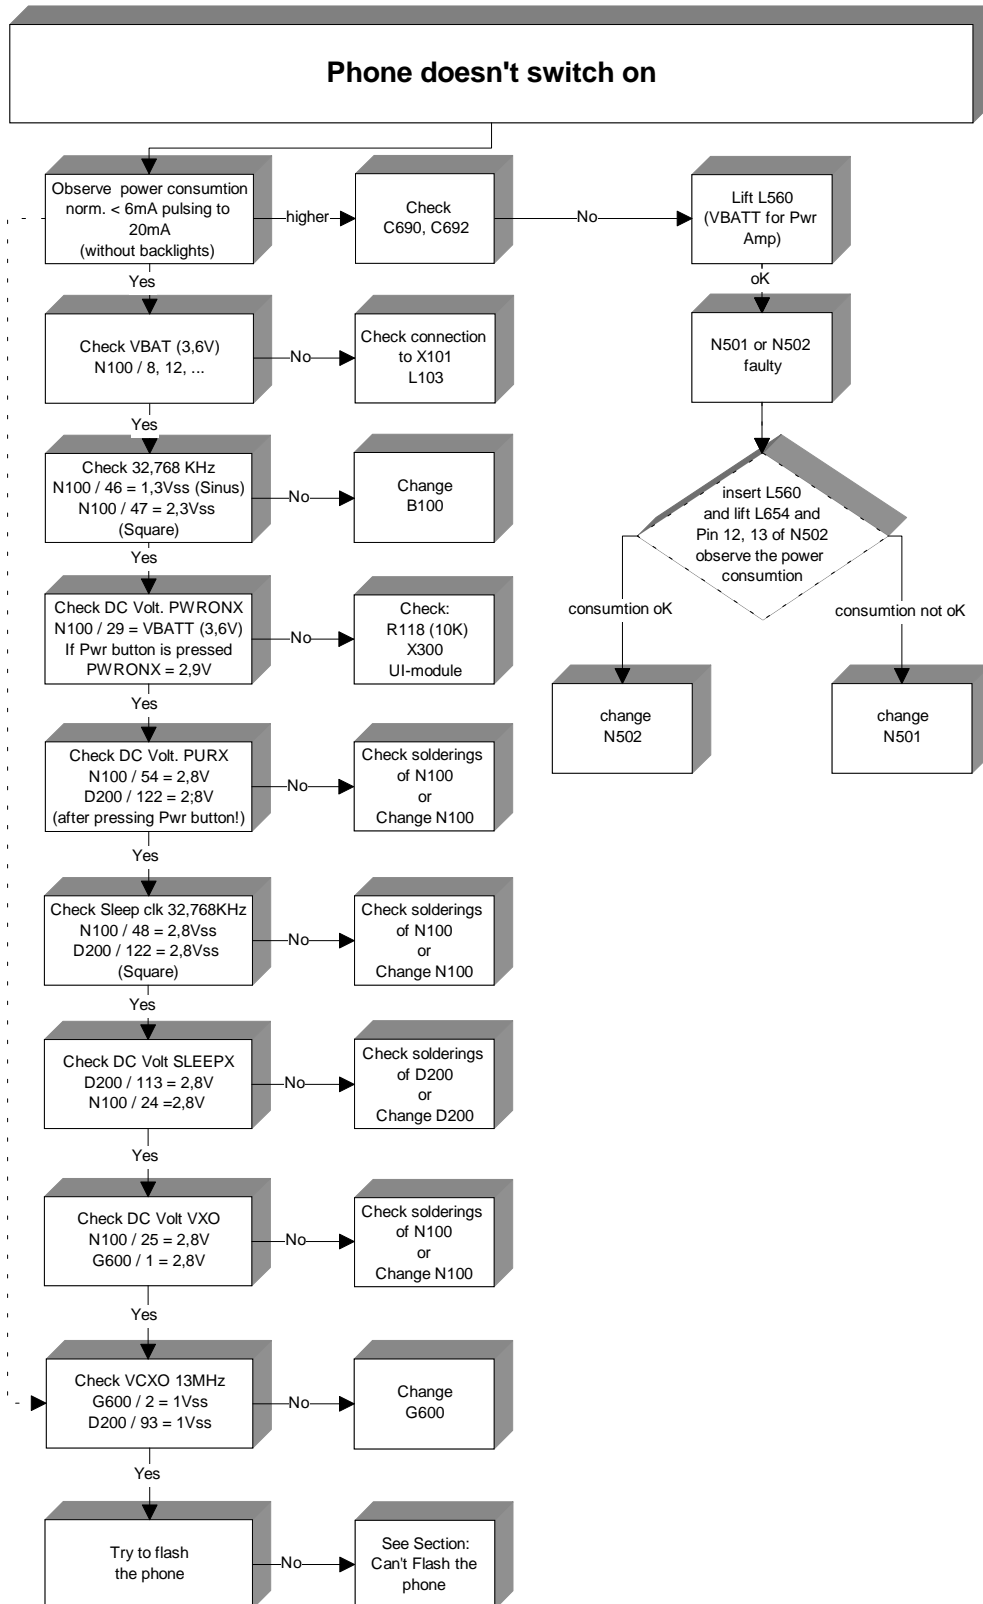 Phone doesn't switch on
Observe power consumtion
norm. < 6mA pulsing to
20mA
(without backlights)
higher
Check
C690, C692
No
Lift L560
(VBATT for Pwr
Amp)
Yes
oK
Check VBAT (3,6V)
N100 / 8, 12, ...
No
Check connection
to X101
L103
N501 or N502
faulty
Yes
Check 32,768 KHz
N100 / 46 = 1,3Vss (Sinus)
N100 / 47 = 2,3Vss
(Square)
No
Change
B100
insert L560
and lift L654 and
Pin 12, 13 of N502
observe the power
consumtion
Yes
consumtion oK
consumtion not oK
Check DC Volt. PWRONX
N100 / 29 = VBATT (3,6V)
If Pwr button is pressed
PWRONX = 2,9V
No
Check:
R118 (10K)
X300
UI-module
change
N502
change
N501
Yes
Check DC Volt. PURX
N100 / 54 = 2,8V
D200 / 122 = 2;8V
(after pressing Pwr button!)
No
Check solderings
of N100
or
Change N100
Yes
Check Sleep clk 32,768KHz
N100 / 48 = 2,8Vss
D200 / 122 = 2,8Vss
(Square)
No
Check solderings
of N100
or
Change N100
Yes
Check DC Volt SLEEPX
D200 / 113 = 2,8V
N100 / 24 =2,8V
No
Check solderings
of D200
or
Change D200
Yes
Check DC Volt VXO
N100 / 25 = 2,8V
G600 / 1 = 2,8V
No
Check solderings
of N100
or
Change N100
Yes
Check VCXO 13MHz
G600 / 2 = 1Vss
D200 / 93 = 1Vss
No
Change
G600
Yes
Try to flash
the phone
No
See Section:
Can't Flash the
phone